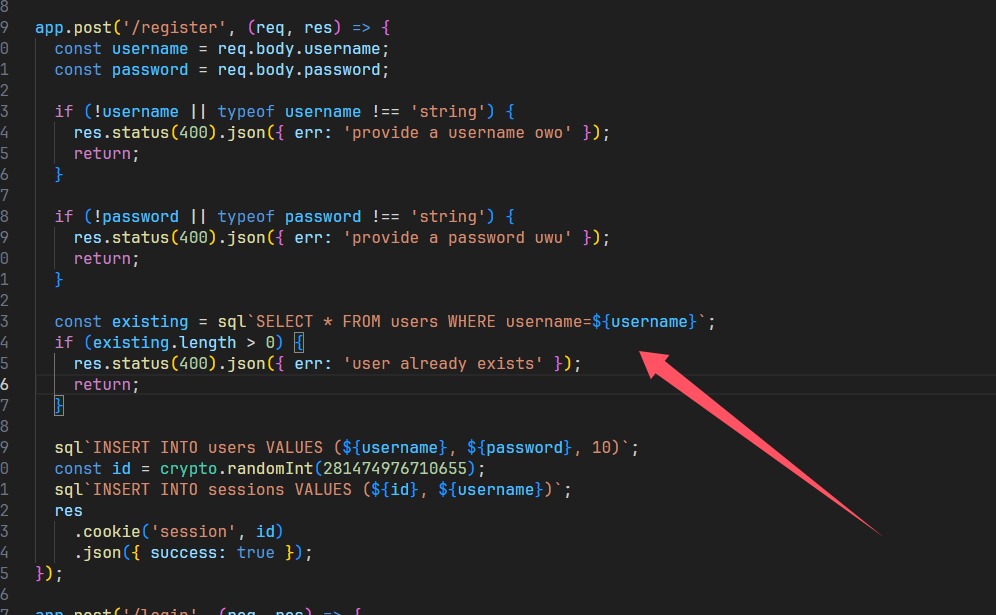 8
9 app.post('/register', (req, res) => {
0 const username = req.body.username;
1 const password = req.body.password;
2
3 if (!username || typeof username !== 'string') {
4 res.status(400).json({ err: 'provide a username owo' });
5 return;
6 }
7
8 if (!password || typeof password !== 'string') {
9 res.status(400).json({ err: 'provide a password uwu' });
0 return;
1 }
2
3 const existing = sql`SELECT * FROM users WHERE username=${username}`;
4 if (existing.length > 0) {
5 res.status(400).json({ err: 'user already exists' });
6 return;
7 }
8
9 sql`INSERT INTO users VALUES (${username}, ${password}, 10)`;
0 const id = crypto.randomInt(281474976710655);
1 sql`INSERT INTO sessions VALUES (${id}, ${username})`;
2 res
3 .cookie('session', id)
4 .json({ success: true });
5 });
6
7 app.post('/login', (req, res) => {